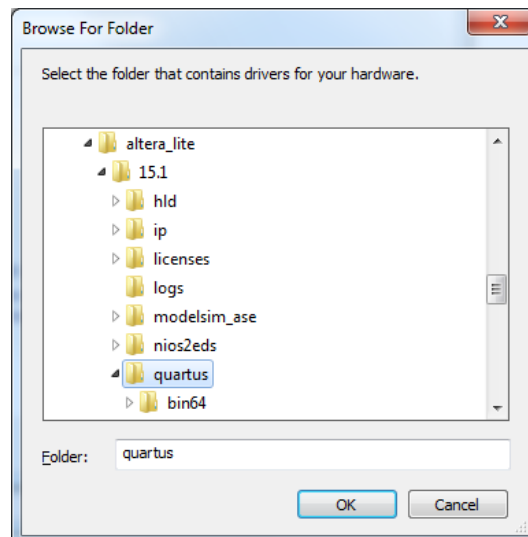 Browse For Folder
Select the folder that contains drivers for your hardware.
altera_lite
15.1
hld
ip
licenses
logs
modelsim_ase
nios2eds
quartus
bin64
Folder: quartus
OK Cancel